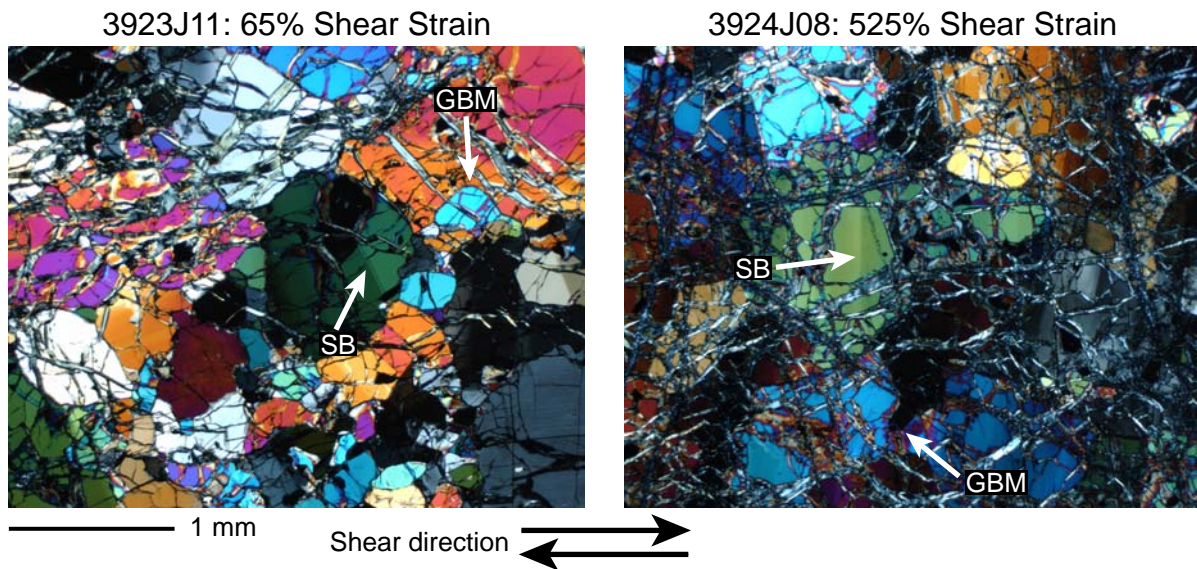 3923J11: 65% Shear Strain
3924J08: 525% Shear Strain
GBM
SB
SB
GBM
1 mm
Shear direction